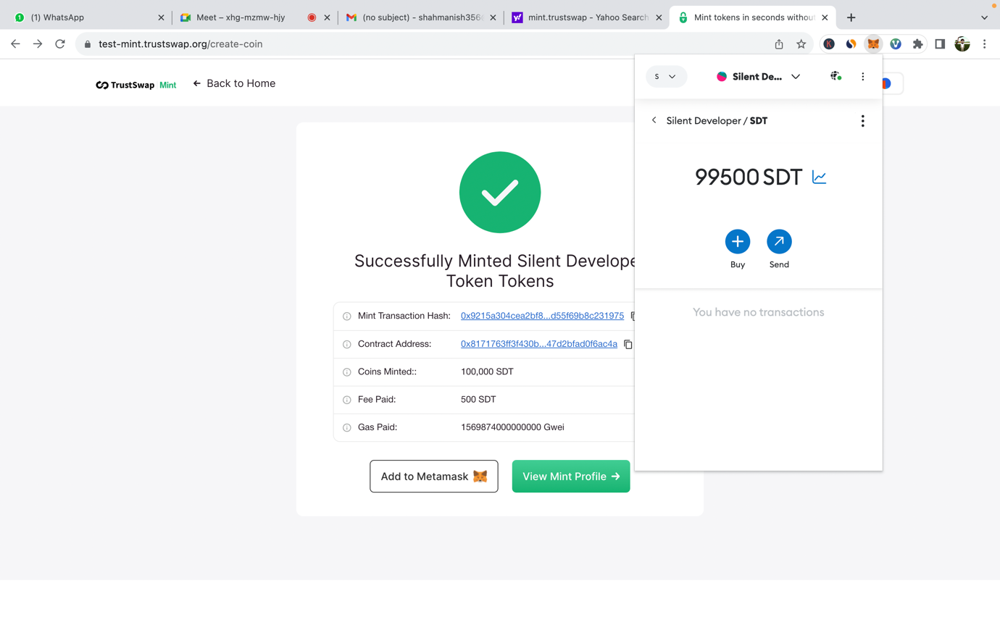 (1) WhatsApp
Meet – xhg-mzmw-hjy
(no subject) - shahmanish356
mint.trustswap - Yahoo Search
Mint tokens in seconds without
test-mint.trustswap.org/create-coin
TrustSwap Mint
Back to Home
S
Silent De...
Silent Developer / SDT
99500 SDT
Buy
Send
You have no transactions
Successfully Minted Silent Develope
Token Tokens
Mint Transaction Hash: 0x9215a304cea2bf8...d55f69b8c231975
Contract Address: 0x8171763ff3f430b...47d2bfad0f6ac4a
Coins Minted:: 100,000 SDT
Fee Paid: 500 SDT
Gas Paid: 1569874000000000 Gwei
Add to Metamask
View Mint Profile